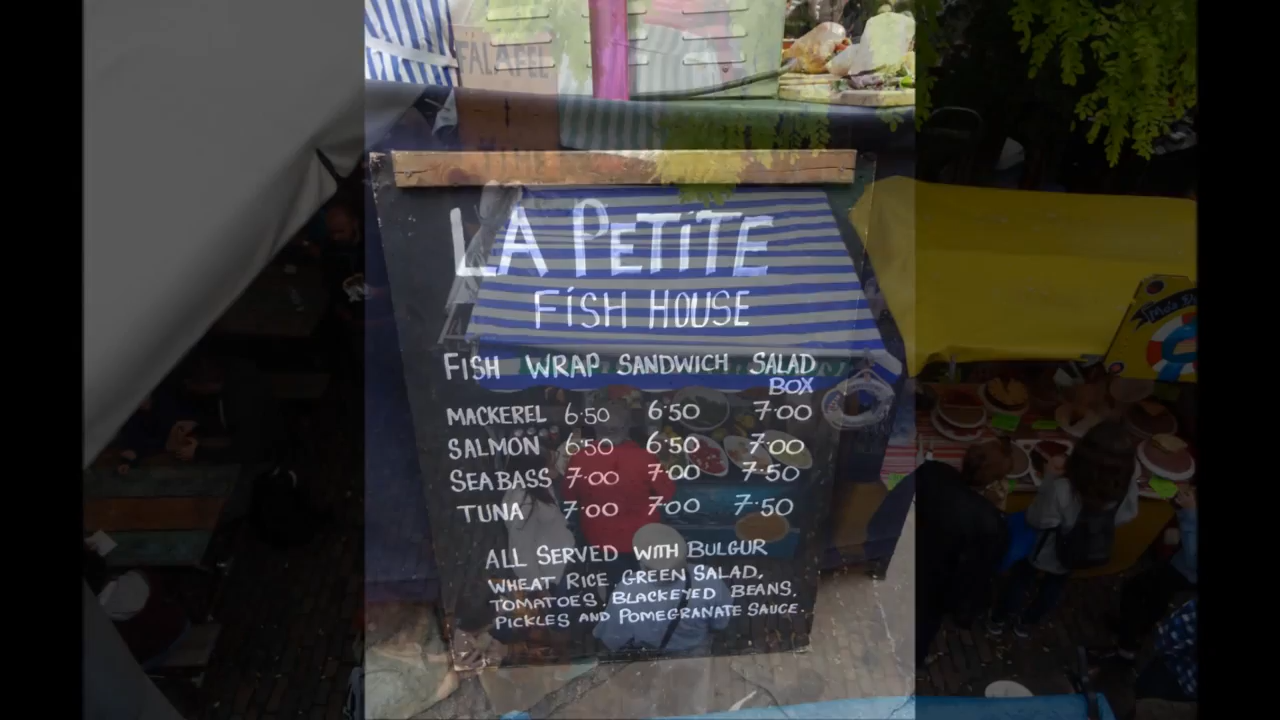 FALAFEL
LA PETITE
FISH HOUSE
FISH WRAP SANDWICH SALAD BOX
MACKEREL 6.50 6.50 7.00
SALMON 6.50 6.50 7.00
SEABASS 7.00 7.00 7.50
TUNA 7.00 7.00 7.50
ALL SERVED WITH BULGUR
WHEAT RICE, GREEN SALAD,
TOMATOES, BLACKEYED BEANS,
PICKLES AND POMEGRANATE SAUCE.